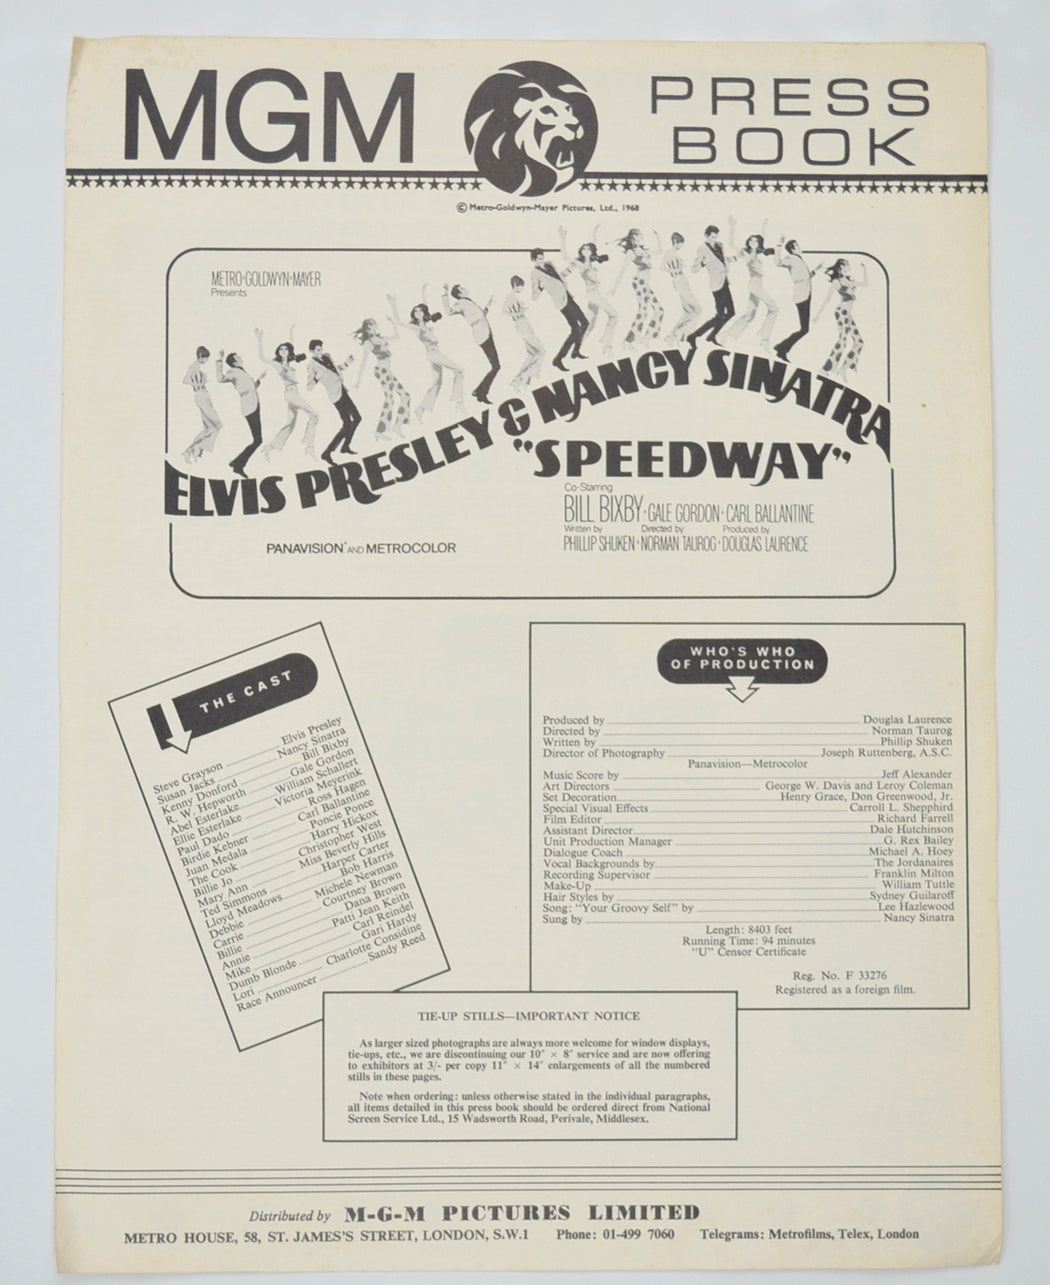 MGM
PRESS
BOOK
© Metro-Goldwyn-Mayer Pictures, Ltd., 1968
METRO·GOLDWYN·MAYER
Presents
ELVIS PRESLEY & NANCY SINATRA
"SPEEDWAY"
Co-Starring
BILL BIXBY · GALE GORDON · CARL BALLANTINE
Written by Directed by Produced by
PHILLIP SHUKEN · NORMAN TAUROG · DOUGLAS LAURENCE
PANAVISION® AND METROCOLOR
THE CAST
Steve Grayson Elvis Presley
Susan Jacks Nancy Sinatra
Kenny Donford Bill Bixby
R. W. Hepworth Gale Gordon
Abel Esterlake William Schallert
Ellie Esterlake Victoria Meyerink
Paul Dado Ross Hagen
Birdie Kebner Carl Ballantine
Juan Medala Poncie Ponce
The Cook Harry Hickox
Billie Jo Christopher West
Mary Ann Miss Beverly Hills
Ted Simmons Harper Carter
Lloyd Meadows Bob Harris
Debbie Michele Newman
Carrie Courtney Brown
Billie Dana Brown
Annie Patti Jean Keith
Mike Carl Reindel
Dumb Blonde Gari Hardy
Lori Charlotte Considine
Race Announcer Sandy Reed
WHO'S WHO
OF PRODUCTION
Produced by Douglas Laurence
Directed by Norman Taurog
Written by Phillip Shuken
Director of Photography Joseph Ruttenberg, A.S.C.
Panavision—Metrocolor
Music Score by Jeff Alexander
Art Directors George W. Davis and Leroy Coleman
Set Decoration Henry Grace, Don Greenwood, Jr.
Special Visual Effects Carroll L. Shepphird
Film Editor Richard Farrell
Assistant Director Dale Hutchinson
Unit Production Manager G. Rex Bailey
Dialogue Coach Michael A. Hoey
Vocal Backgrounds by The Jordanaires
Recording Supervisor Franklin Milton
Make-Up William Tuttle
Hair Styles by Sydney Guilaroff
Song: "Your Groovy Self" by Lee Hazlewood
Sung by Nancy Sinatra
Length: 8403 feet
Running Time: 94 minutes
"U" Censor Certificate
Reg. No. F 33276
Registered as a foreign film.
TIE-UP STILLS—IMPORTANT NOTICE
As larger sized photographs are always more welcome for window displays,
tie-ups, etc., we are discontinuing our 10″ × 8″ service and are now offering
to exhibitors at 3/- per copy 11″ × 14″ enlargements of all the numbered
stills in these pages.
Note when ordering: unless otherwise stated in the individual paragraphs,
all items detailed in this press book should be ordered direct from National
Screen Service Ltd., 15 Wadsworth Road, Perivale, Middlesex.
Distributed by M-G-M PICTURES LIMITED
METRO HOUSE, 58, ST. JAMES'S STREET, LONDON, S.W.1 Phone: 01-499 7060 Telegrams: Metrofilms, Telex, London